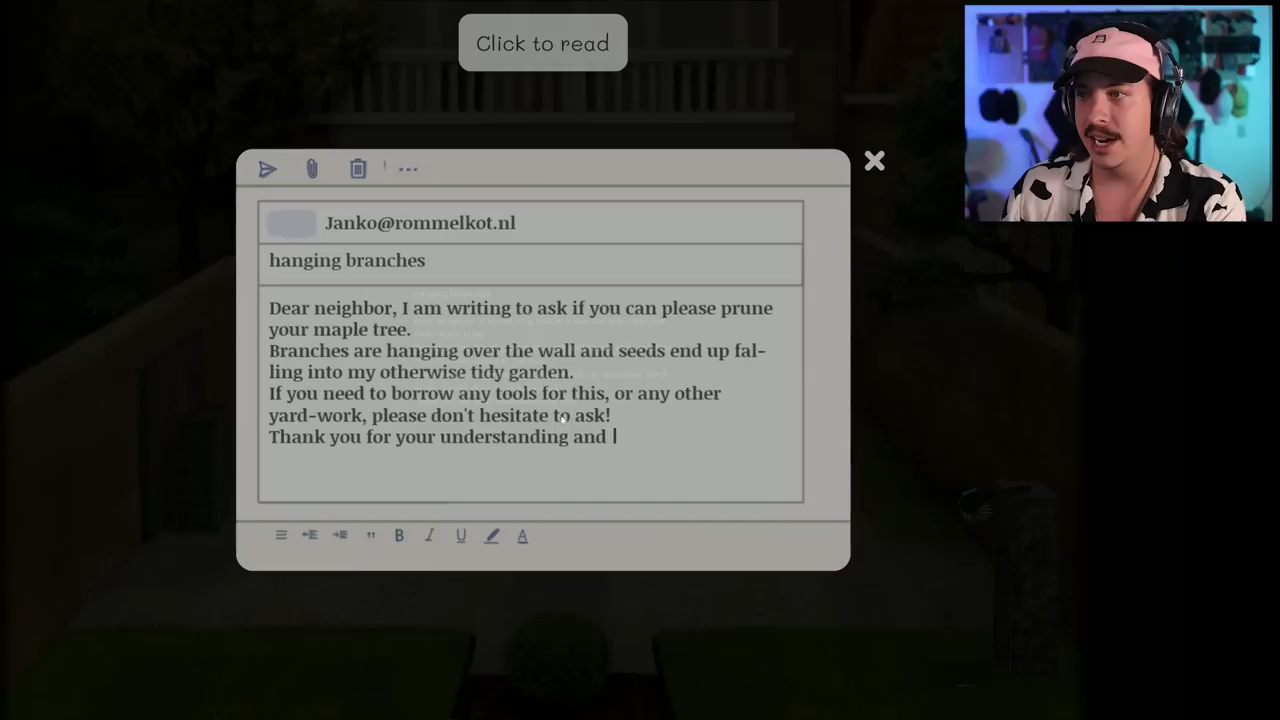 Click to read
Janko@rommelkot.nl
hanging branches
Dear neighbor, I am writing to ask if you can please prune
your maple tree.
Branches are hanging over the wall and seeds end up fal-
ling into my otherwise tidy garden.
If you need to borrow any tools for this, or any other
yard-work, please don't hesitate to ask!
Thank you for your understanding and
B I U A